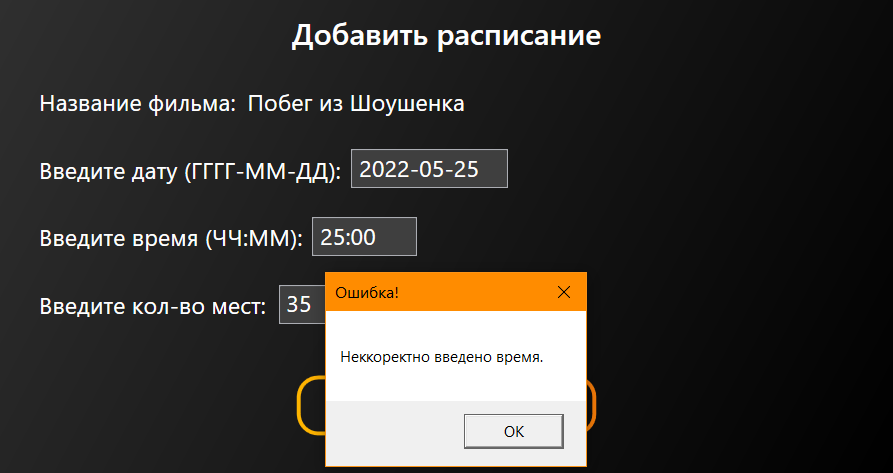 Добавить расписание
Название фильма: Побег из Шоушенка
Введите дату (ГГГГ-ММ-ДД): 2022-05-25
Введите время (ЧЧ:ММ): 25:00
Введите кол-во мест: 35
Ошибка!
Неккоректно введено время.
OK